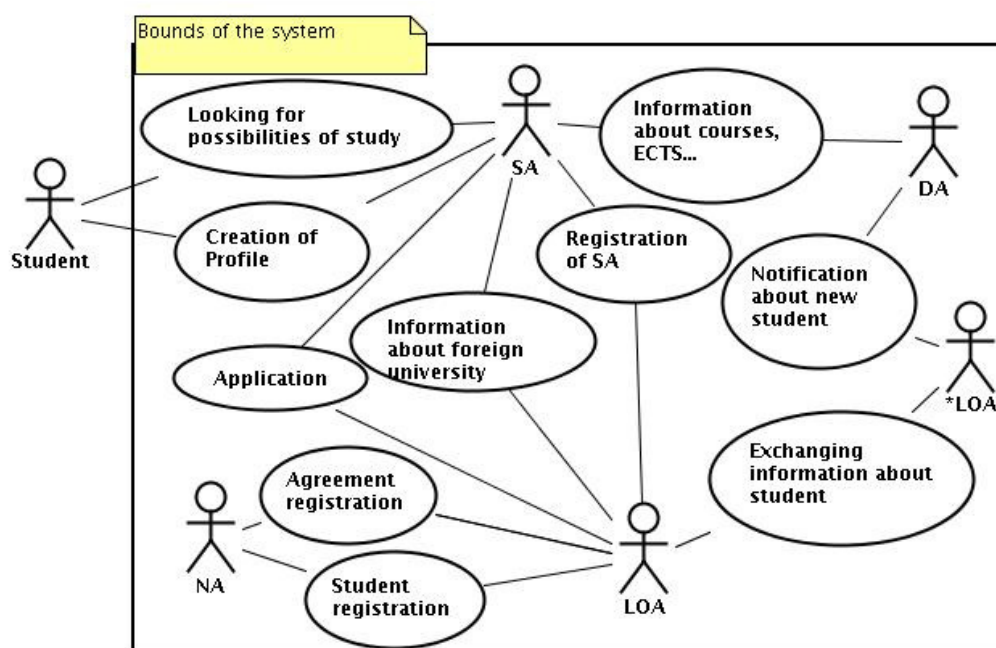 Bounds of the system
Looking for
possibilities of study
SA
Information
about courses,
ECTS...
DA
Student
Creation of
Profile
Registration
of SA
Notification
about new
student
Information
about foreign
university
Application
*LOA
Exchanging
information about
student
Agreement
registration
NA
Student
registration
LOA